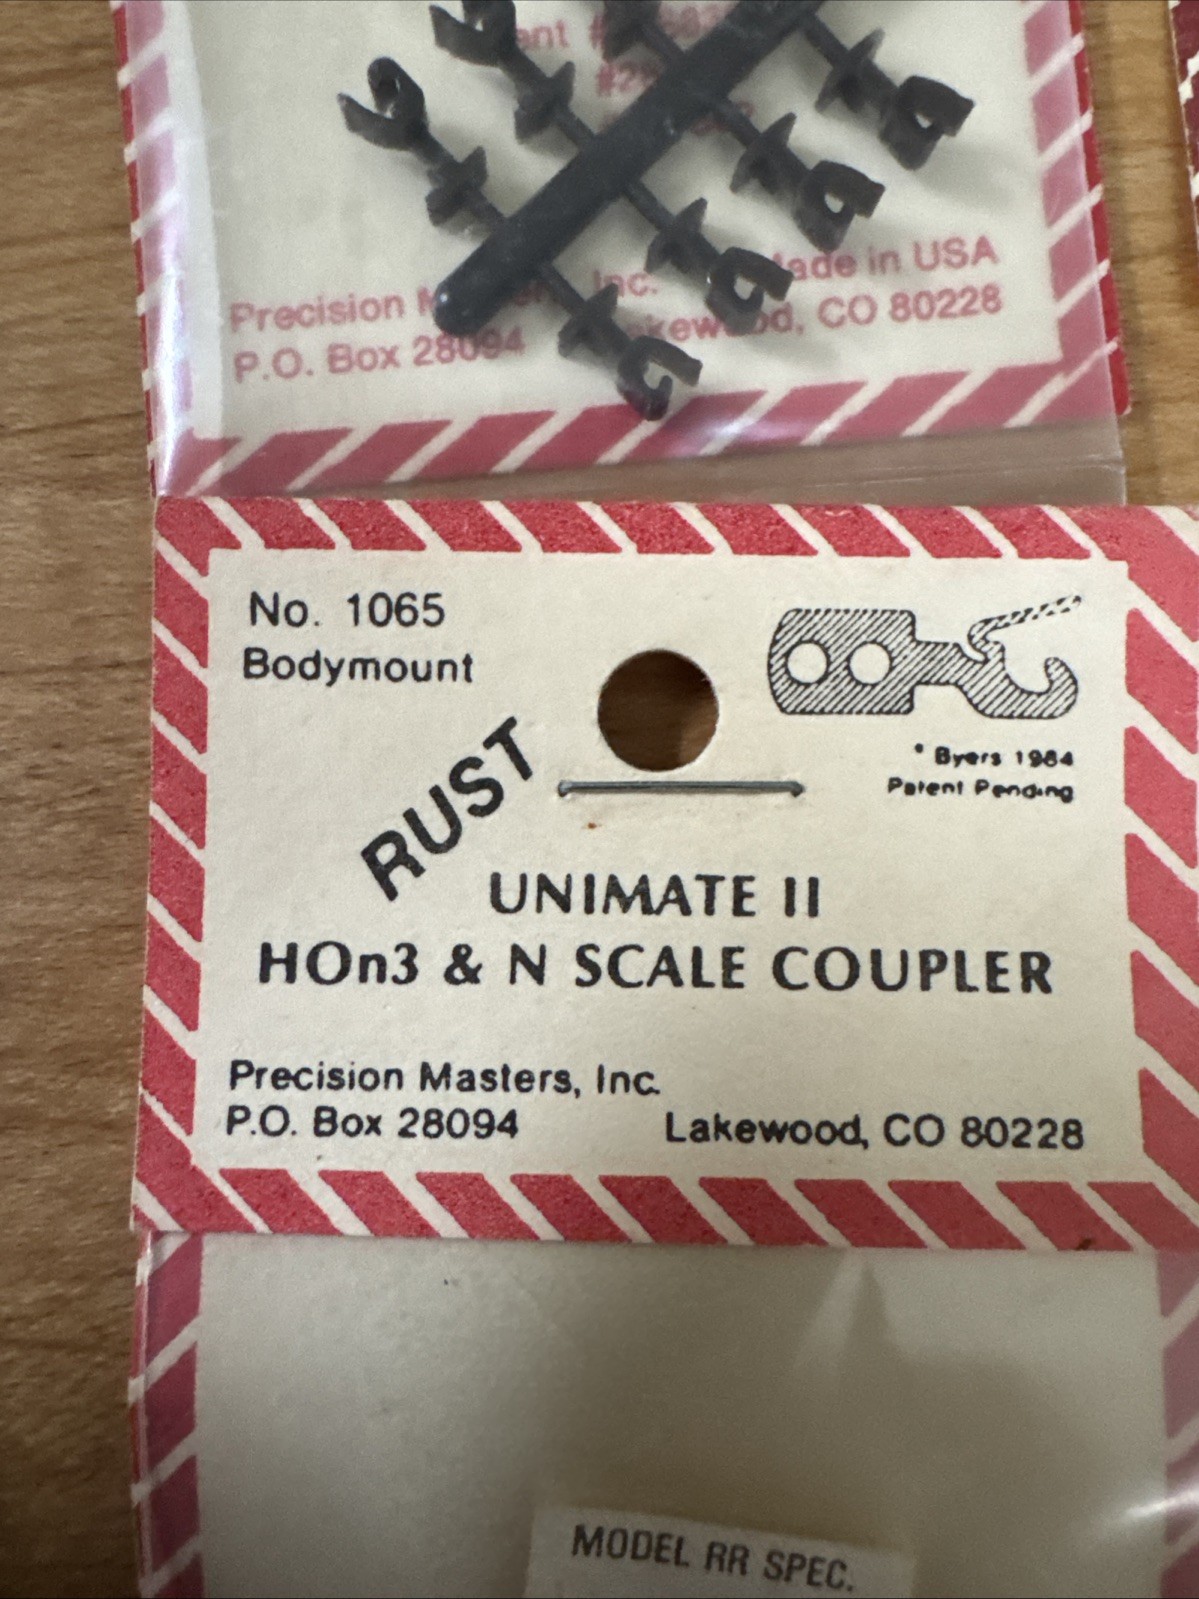 Precision Inc. Made in USA
P.O. Box 28094 Lakewood, CO 80228
No. 1065
Bodymount
RUST
* Byers 1984
Patent Pending
UNIMATE II
HOn3 & N SCALE COUPLER
Precision Masters, Inc.
P.O. Box 28094 Lakewood, CO 80228
MODEL RR SPEC.